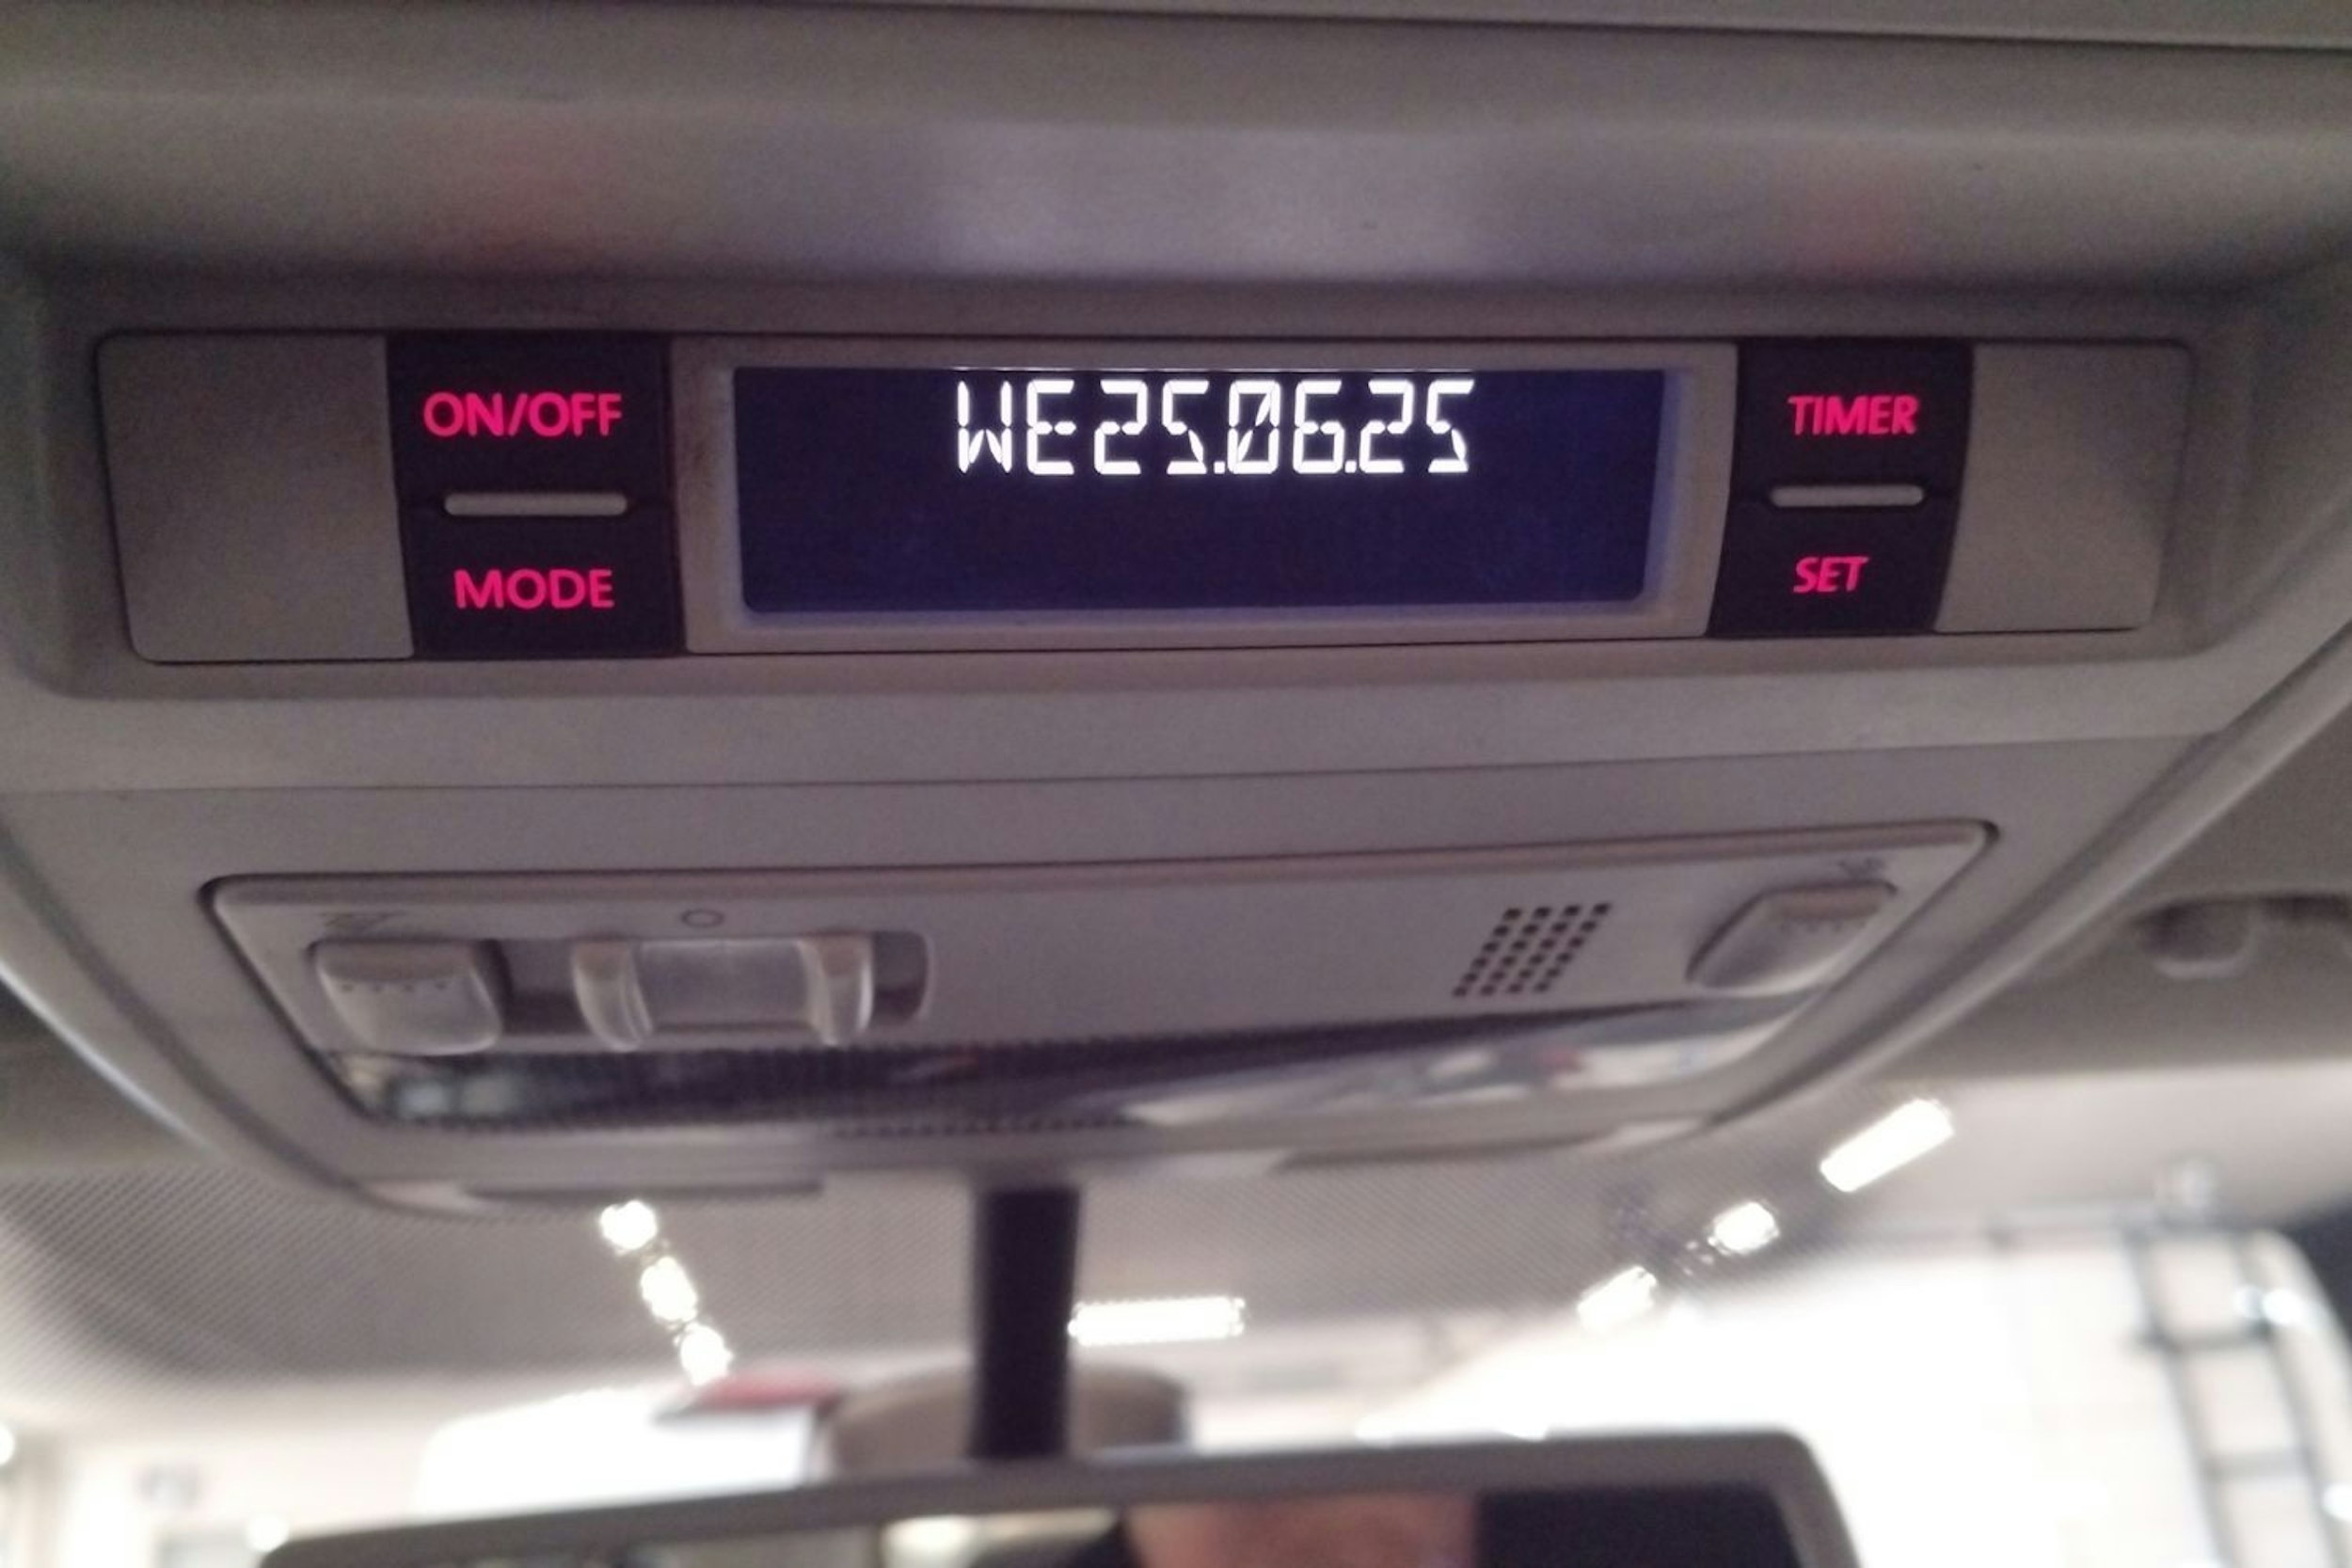 ON/OFF
WE25.06.25
TIMER
MODE
SET